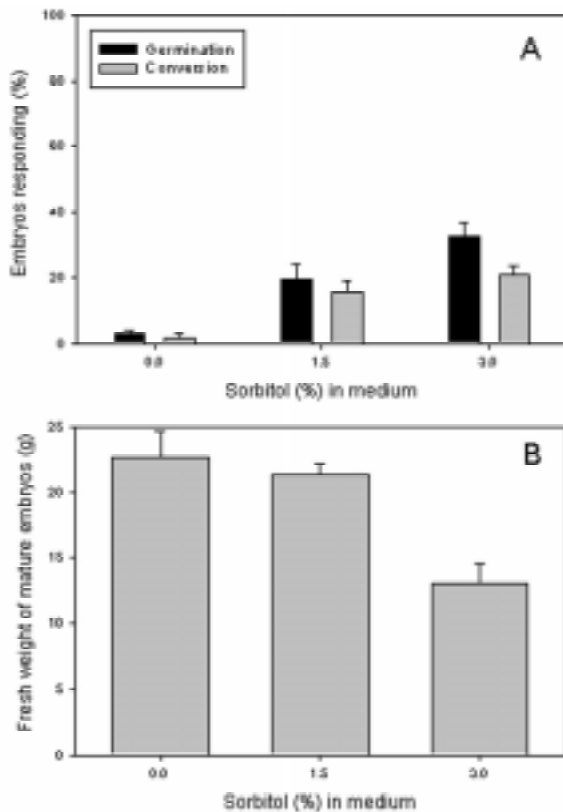 100
80
60
40
20
0
Germination
Conversion
A
Embryos responding (%)
0.0 1.5 3.0
Sorbitol (%) in medium
25
20
15
10
5
0
B
Fresh weight of mature embryos (g)
0.0 1.5 3.0
Sorbitol (%) in medium